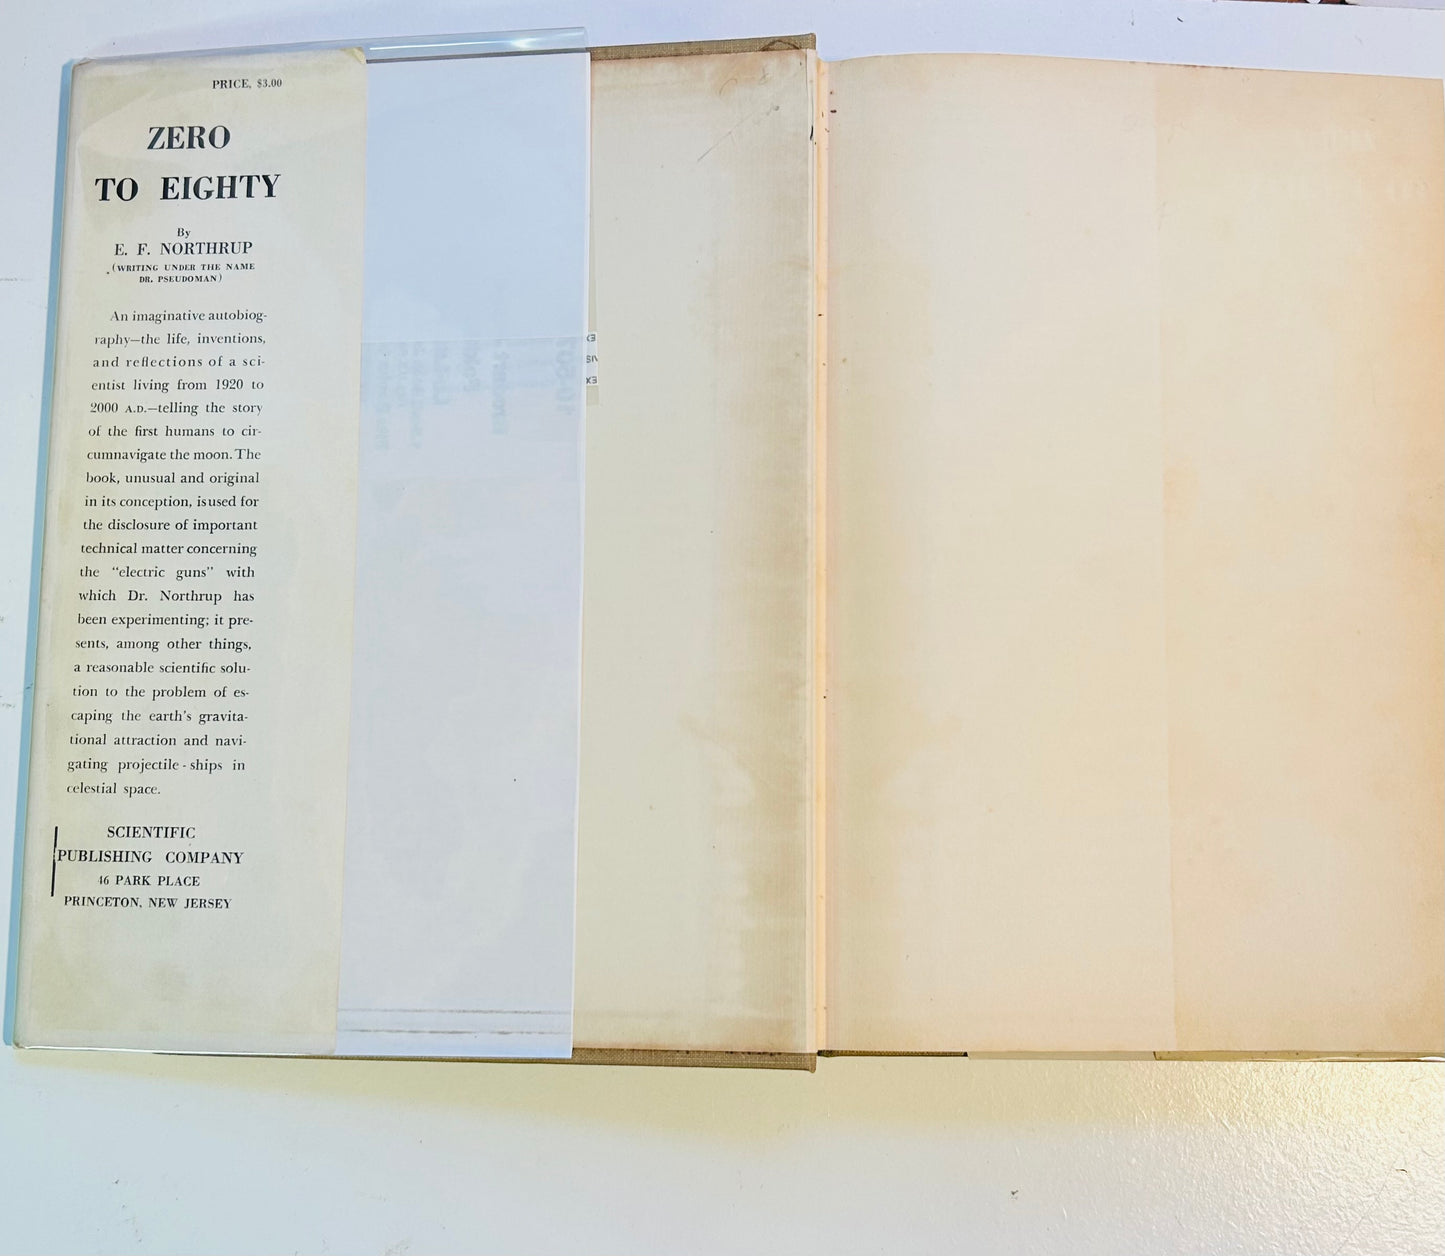 PRICE, $3.00
ZERO
TO EIGHTY
By
E. F. NORTHRUP
(WRITING UNDER THE NAME
DR. PSEUDOMAN)
An imaginative autobiog-
raphy—the life, inventions,
and reflections of a sci-
entist living from 1920 to
2000 A.D.—telling the story
of the first humans to cir-
cumnavigate the moon. The
book, unusual and original
in its conception, is used for
the disclosure of important
technical matter concerning
the "electric guns" with
which Dr. Northrup has
been experimenting; it pre-
sents, among other things,
a reasonable scientific solu-
tion to the problem of es-
caping the earth's gravita-
tional attraction and navi-
gating projectile-ships in
celestial space.
SCIENTIFIC
PUBLISHING COMPANY
46 PARK PLACE
PRINCETON, NEW JERSEY